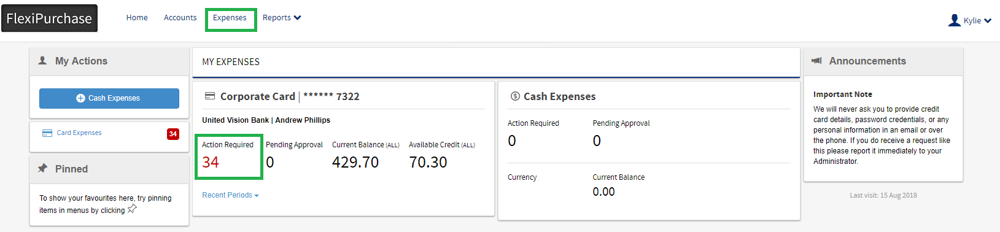 FlexiPurchase
Home Accounts Expenses Reports
Kylie
My Actions
Cash Expenses
Card Expenses 34
Pinned
To show your favourites here, try pinning
items in menus by clicking
MY EXPENSES
Corporate Card | ****** 7322
United Vision Bank | Andrew Phillips
Action Required Pending Approval Current Balance (ALL) Available Credit (ALL)
34 0 429.70 70.30
Recent Periods
Cash Expenses
Action Required Pending Approval
0 0
Currency Current Balance
0.00
Announcements
Important Note
We will never ask you to provide credit
card details, password credentials, or any
personal information in an email or over
the phone. If you do receive a request like
this please report it immediately to your
Administrator.
Last visit: 15 Aug 2018